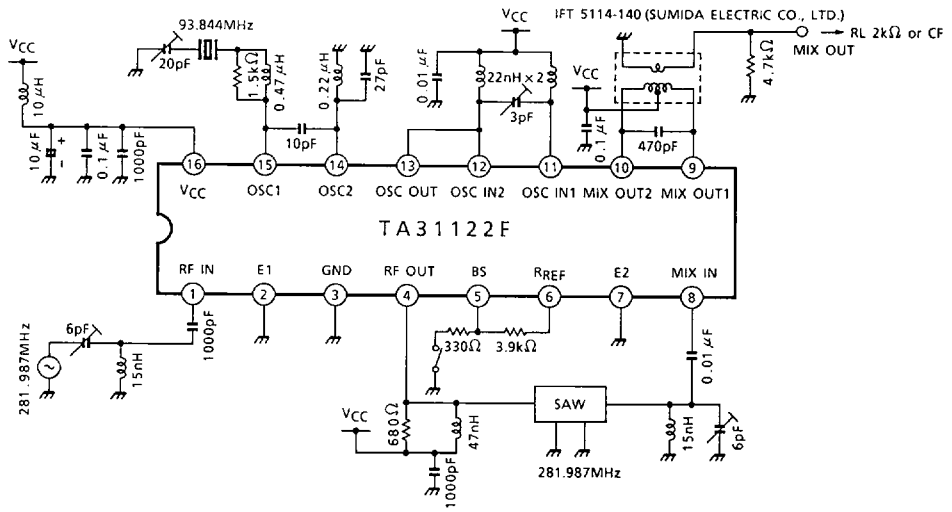 IFT 5114-140 (SUMIDA ELECTRIC CO., LTD.)
RL 2kΩ or CF
MIX OUT
93.844MHz
VCC
20pF
1.5kΩ
0.47μH
0.22μH
27pF
VCC
0.01μF
22nH × 2
3pF
VCC
0.1μF
470pF
4.7kΩ
10μH
10μF
+
-
0.1μF
1000pF
10pF
16 15 14 13 12 11 10 9
VCC OSC1 OSC2 OSC OUT OSC IN2 OSC IN1 MIX OUT2 MIX OUT1
TA31122F
RF IN E1 GND RF OUT BS RREF E2 MIX IN
1 2 3 4 5 6 7 8
281.987MHz
~
6pF
15nH
1000pF
330Ω
3.9kΩ
0.01μF
VCC
680Ω
47nH
1000pF
SAW
281.987MHz
15nH
6pF